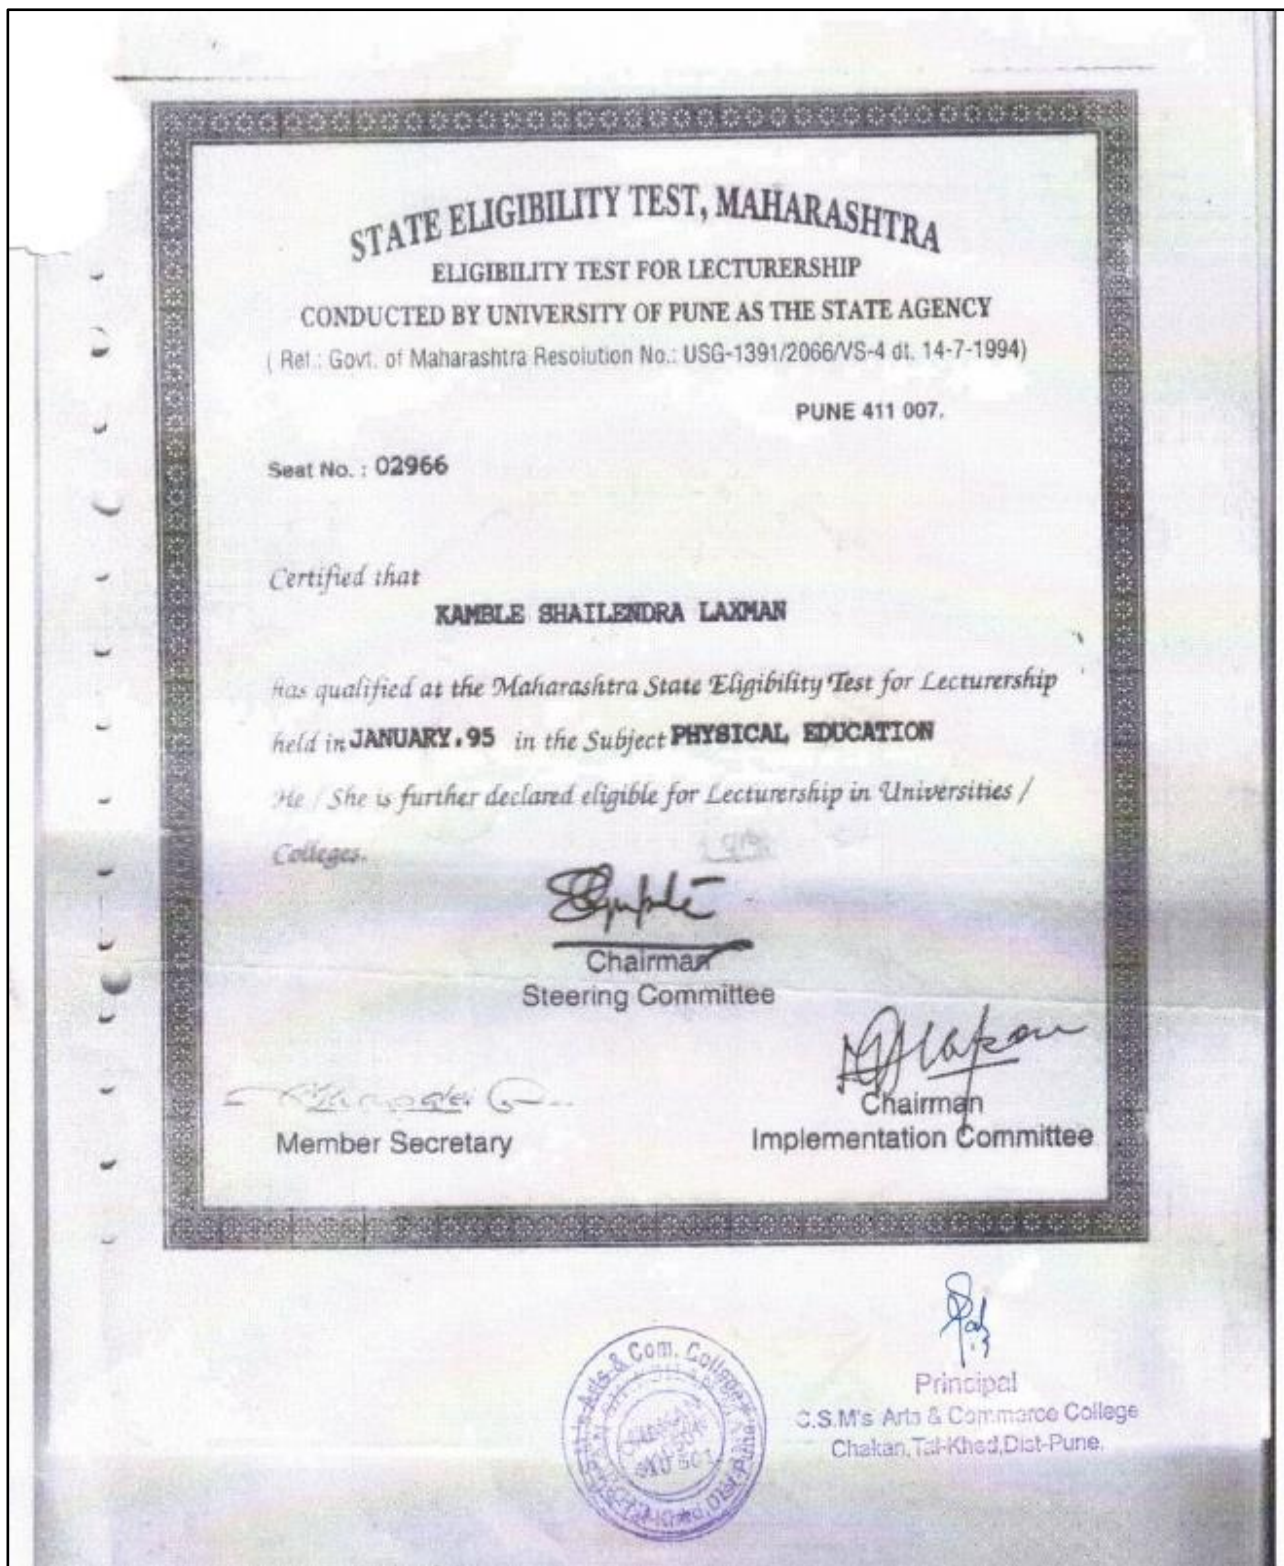 STATE ELIGIBILITY TEST, MAHARASHTRA
ELIGIBILITY TEST FOR LECTURERSHIP
CONDUCTED BY UNIVERSITY OF PUNE AS THE STATE AGENCY
( Ref.: Govt. of Maharashtra Resolution No.: USG-1391/2066/VS-4 dt. 14-7-1994)
PUNE 411 007.
Seat No. : 02966
Certified that
KAMBLE SHAILENDRA LAXMAN
has qualified at the Maharashtra State Eligibility Test for Lecturership
held in JANUARY.95 in the Subject PHYSICAL EDUCATION
He / She is further declared eligible for Lecturership in Universities /
Colleges.
Chairman
Steering Committee
Chairman
Implementation Committee
Member Secretary
Arts & Com. College
Principal
C.S.M's Arts & Commerce College
Chakan, Tal-Khed, Dist-Pune.